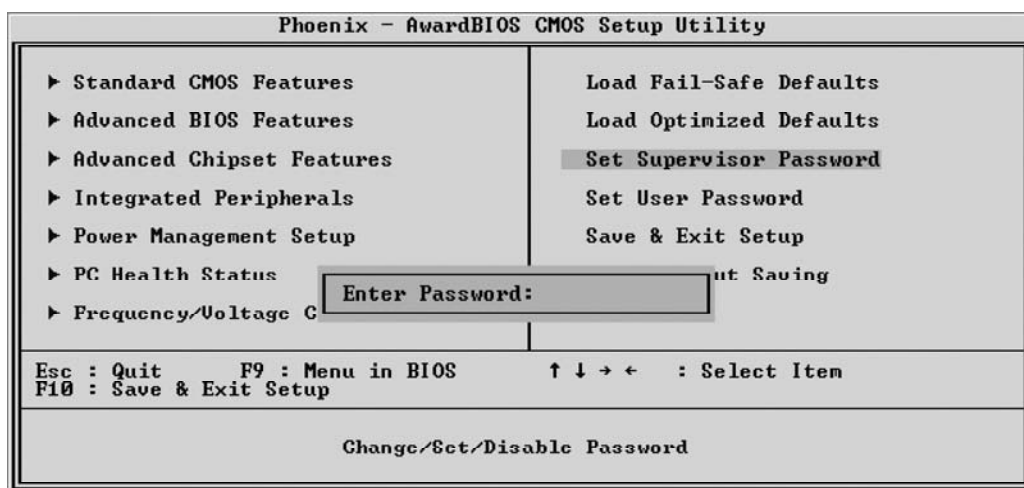 Phoenix - AwardBIOS CMOS Setup Utility
▶ Standard CMOS Features
▶ Advanced BIOS Features
▶ Advanced Chipset Features
▶ Integrated Peripherals
▶ Power Management Setup
▶ PC Health Status
▶ Frequency/Voltage C
Load Fail-Safe Defaults
Load Optimized Defaults
Set Supervisor Password
Set User Password
Save & Exit Setup
ut Saving
Enter Password:
Esc : Quit F9 : Menu in BIOS ↑ ↓ → ← : Select Item
F10 : Save & Exit Setup
Change/Set/Disable Password